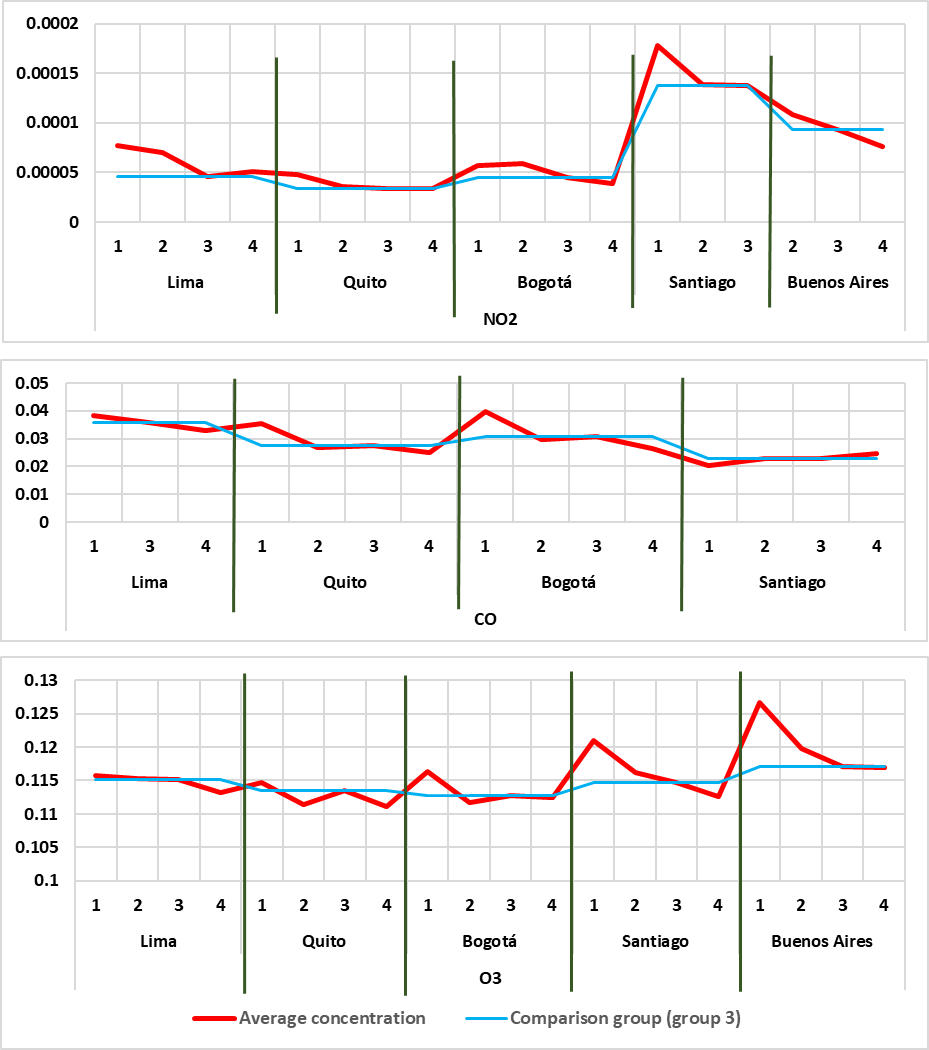 0.0002
0.00015
0.0001
0.00005
0
1 2 3 4 1 2 3 4 1 2 3 4 1 2 3 2 3 4
Lima Quito Bogotá Santiago Buenos Aires
NO2
0.05
0.04
0.03
0.02
0.01
0
1 3 4 1 2 3 4 1 2 3 4 1 2 3 4
Lima Quito Bogotá Santiago
CO
0.13
0.125
0.12
0.115
0.11
0.105
0.1
1 2 3 4 1 2 3 4 1 2 3 4 1 2 3 4 1 2 3 4
Lima Quito Bogotá Santiago Buenos Aires
O3
Average concentration Comparison group (group 3)